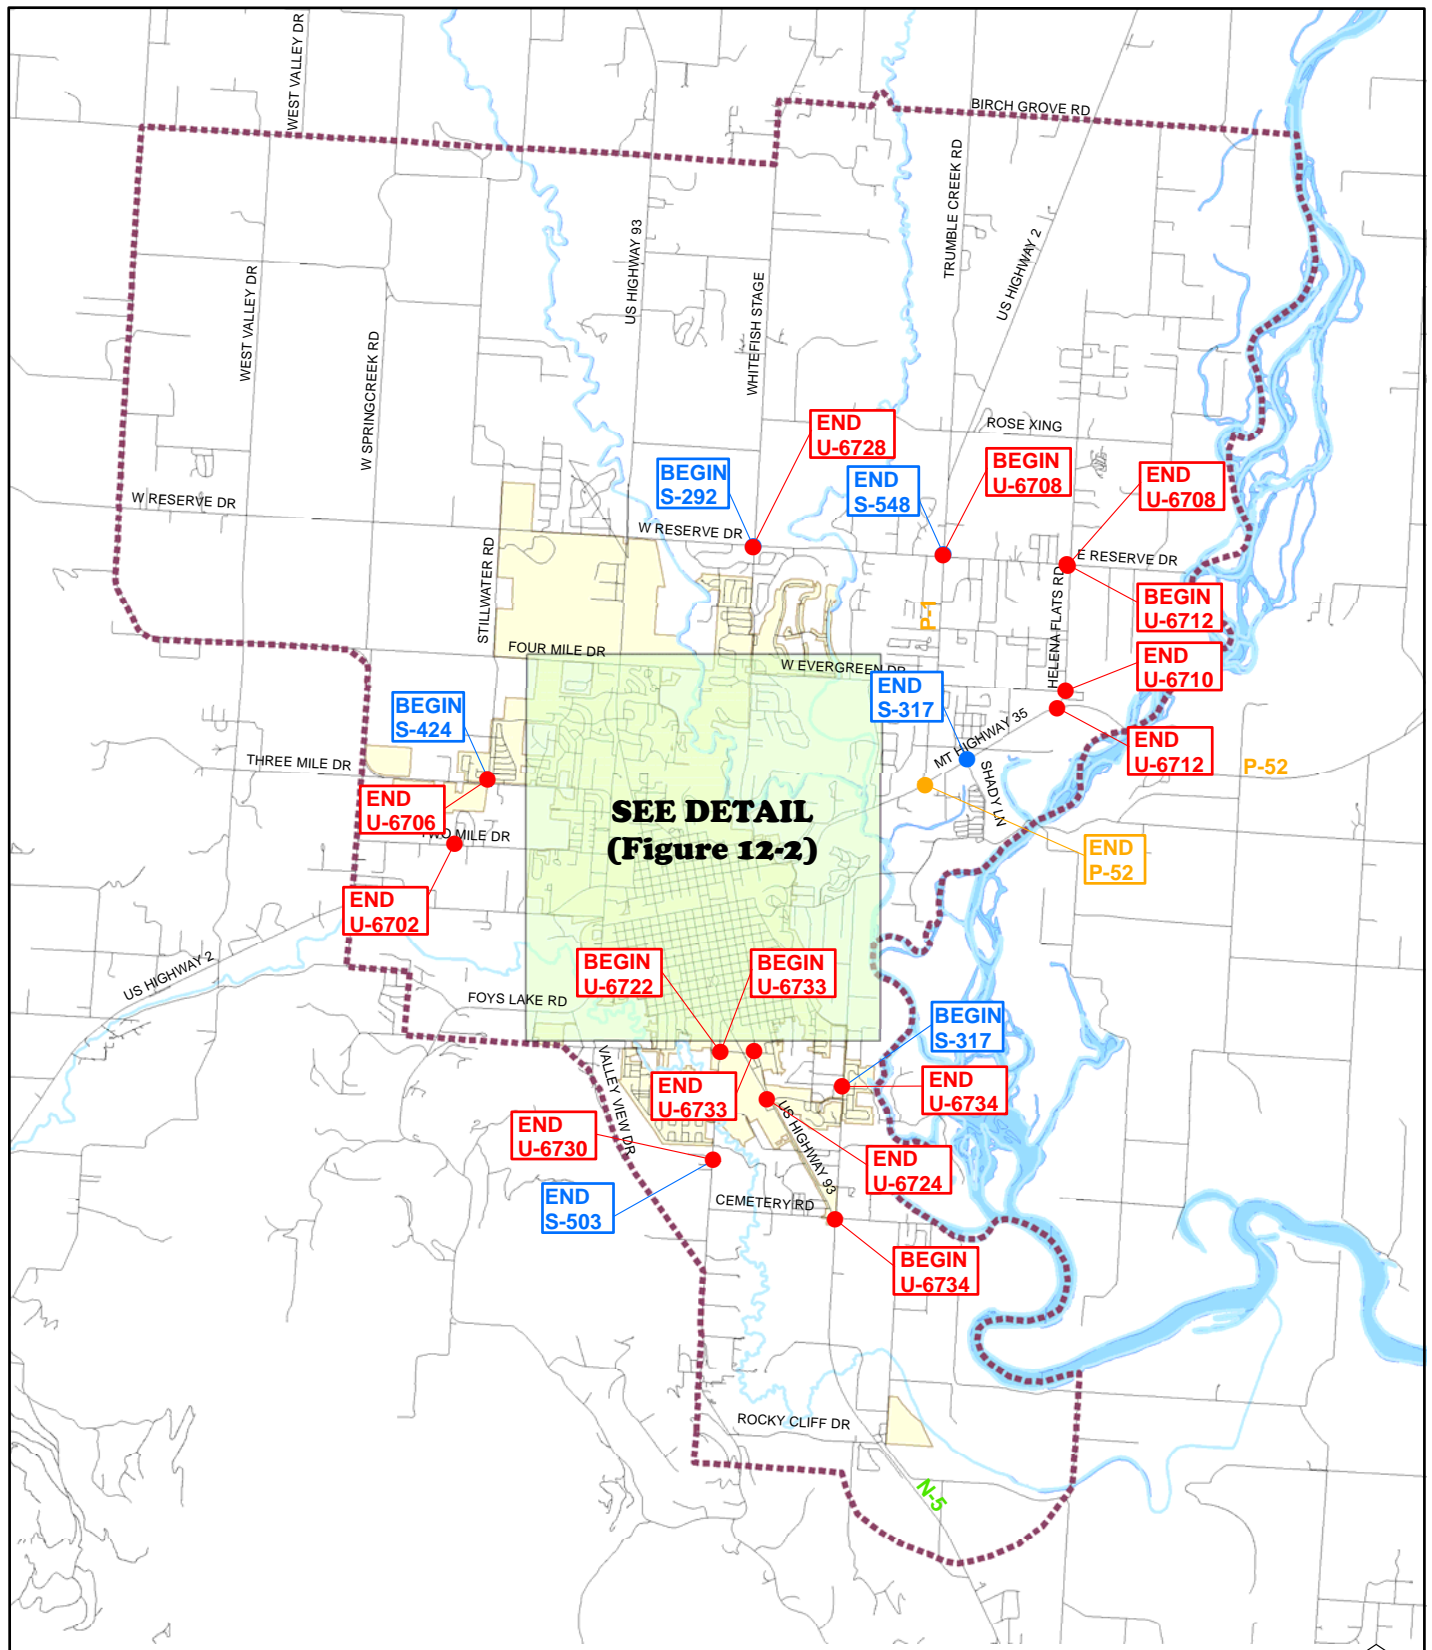 WEST VALLEY DR
BIRCH GROVE RD
TRUMBLE CREEK RD
US HIGHWAY 93
US HIGHWAY 2
WEST VALLEY DR
WHITEFISH STAGE
W SPRINGCREEK RD
ROSE XING
END
U-6728
BEGIN
U-6708
BEGIN
S-292
END
S-548
END
U-6708
W RESERVE DR
W RESERVE DR
E RESERVE DR
STILLWATER RD
P-1
HELENA FLATS RD
BEGIN
U-6712
FOUR MILE DR
W EVERGREEN DR
END
U-6710
END
S-317
BEGIN
S-424
MT HIGHWAY 35
END
U-6712
THREE MILE DR
P-52
SHADY LN
END
U-6706
SEE DETAIL
(Figure 12-2)
TWO MILE DR
END
P-52
END
U-6702
US HIGHWAY 2
BEGIN
U-6722
BEGIN
U-6733
FOYS LAKE RD
BEGIN
S-317
VALLEY VIEW DR
END
U-6733
END
U-6734
US HIGHWAY 93
END
U-6730
END
U-6724
END
S-503
CEMETERY RD
BEGIN
U-6734
ROCKY CLIFF DR
N-5